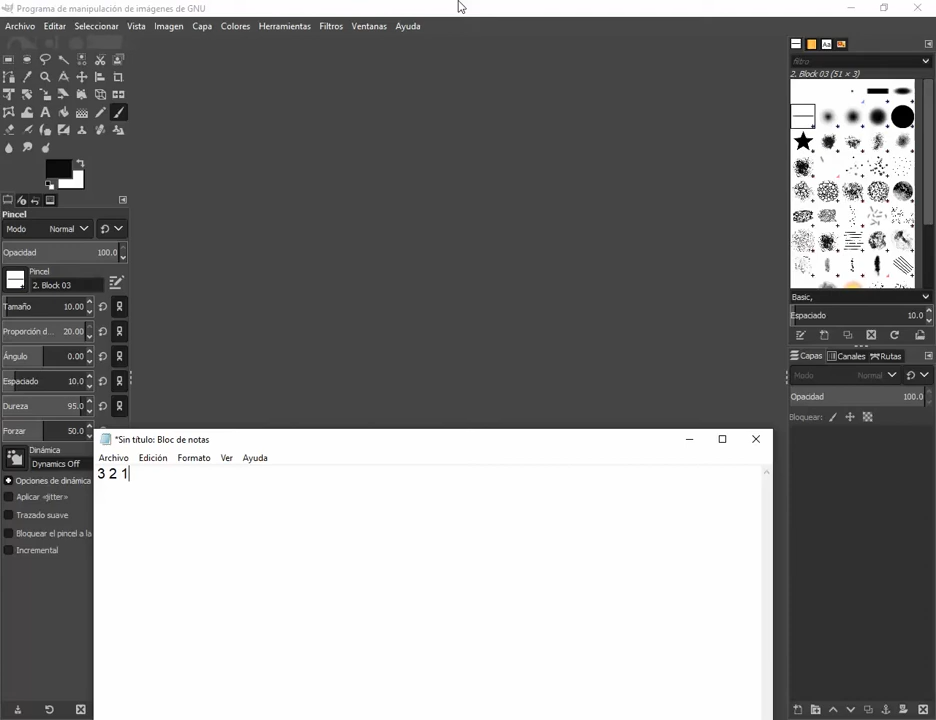 Programa de manipulación de imágenes de GNU
Archivo Editar Seleccionar Vista Imagen Capa Colores Herramientas Filtros Ventanas Ayuda
filtro
2. Block 03 (51 × 3)
Pincel
Modo Normal
Opacidad 100.0
Pincel
2. Block 03
Tamaño 10.00
Proporción d... 20.00
Ángulo 0.00
Espaciado 10.0
Dureza 95.0
Forzar 50.0
Dinámica
Dynamics Off
Opciones de dinámica
Aplicar «jitter»
Trazado suave
Bloquear el pincel a la
Incremental
Basic,
Espaciado 10.0
Capas Canales Rutas
Modo Normal
Opacidad 100.0
Bloquear:
*Sin título: Bloc de notas
Archivo Edición Formato Ver Ayuda
3 2 1